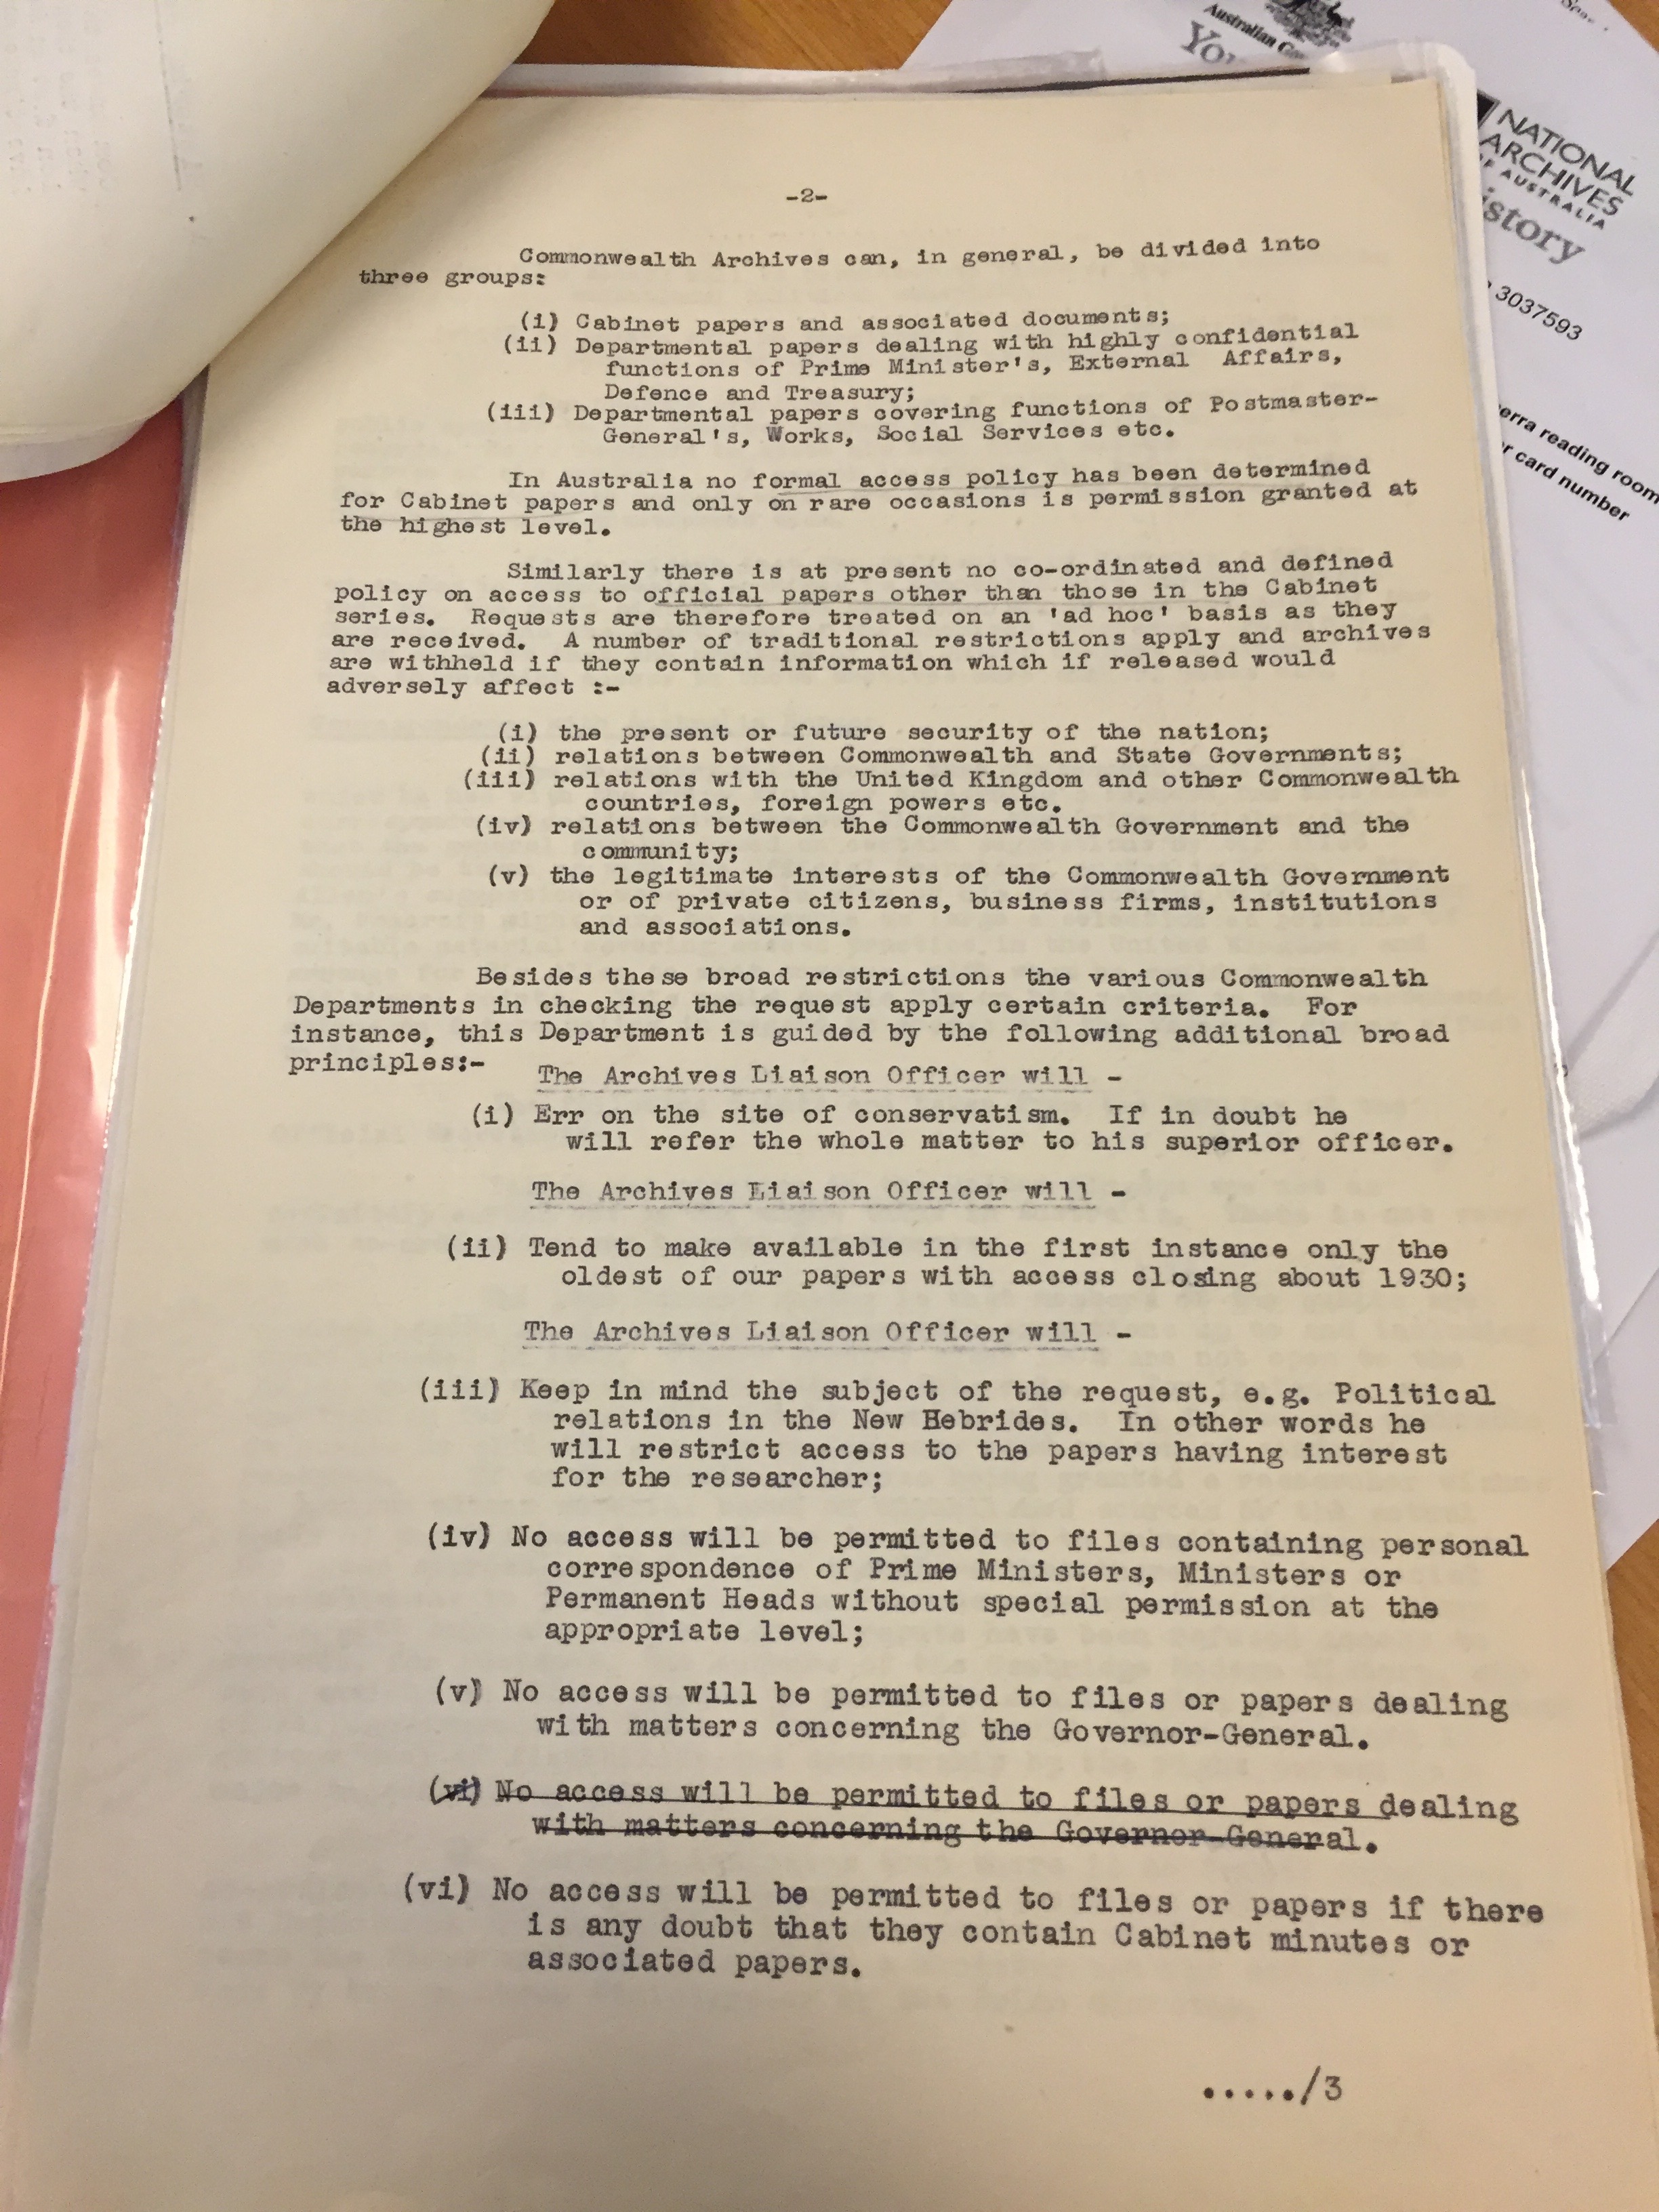 -2-
Commonwealth Archives can, in general, be divided into
three groups:
(i) Cabinet papers and associated documents;
(ii) Departmental papers dealing with highly confidential
functions of Prime Minister's, External Affairs,
Defence and Treasury;
(iii) Departmental papers covering functions of Postmaster-
General's, Works, Social Services etc.
In Australia no formal access policy has been determined
for Cabinet papers and only on rare occasions is permission granted at
the highest level.
Similarly there is at present no co-ordinated and defined
policy on access to official papers other than those in the Cabinet
series. Requests are therefore treated on an 'ad hoc' basis as they
are received. A number of traditional restrictions apply and archives
are withheld if they contain information which if released would
adversely affect :-
(i) the present or future security of the nation;
(ii) relations between Commonwealth and State Governments;
(iii) relations with the United Kingdom and other Commonwealth
countries, foreign powers etc.
(iv) relations between the Commonwealth Government and the
community;
(v) the legitimate interests of the Commonwealth Government
or of private citizens, business firms, institutions
and associations.
Besides these broad restrictions the various Commonwealth
Departments in checking the request apply certain criteria. For
instance, this Department is guided by the following additional broad
principles:-
The Archives Liaison Officer will -
(i) Err on the site of conservatism. If in doubt he
will refer the whole matter to his superior officer.
The Archives Liaison Officer will -
(ii) Tend to make available in the first instance only the
oldest of our papers with access closing about 1930;
The Archives Liaison Officer will -
(iii) Keep in mind the subject of the request, e.g. Political
relations in the New Hebrides. In other words he
will restrict access to the papers having interest
for the researcher;
(iv) No access will be permitted to files containing personal
correspondence of Prime Ministers, Ministers or
Permanent Heads without special permission at the
appropriate level;
(v) No access will be permitted to files or papers dealing
with matters concerning the Governor-General.
(vi) No access will be permitted to files or papers dealing
with matters concerning the Governor-General.
(vi) No access will be permitted to files or papers if there
is any doubt that they contain Cabinet minutes or
associated papers.
...../3
Australian
NATIONAL
ARCHIVES
OF AUSTRALIA
istory
3037593
erra reading room
card number